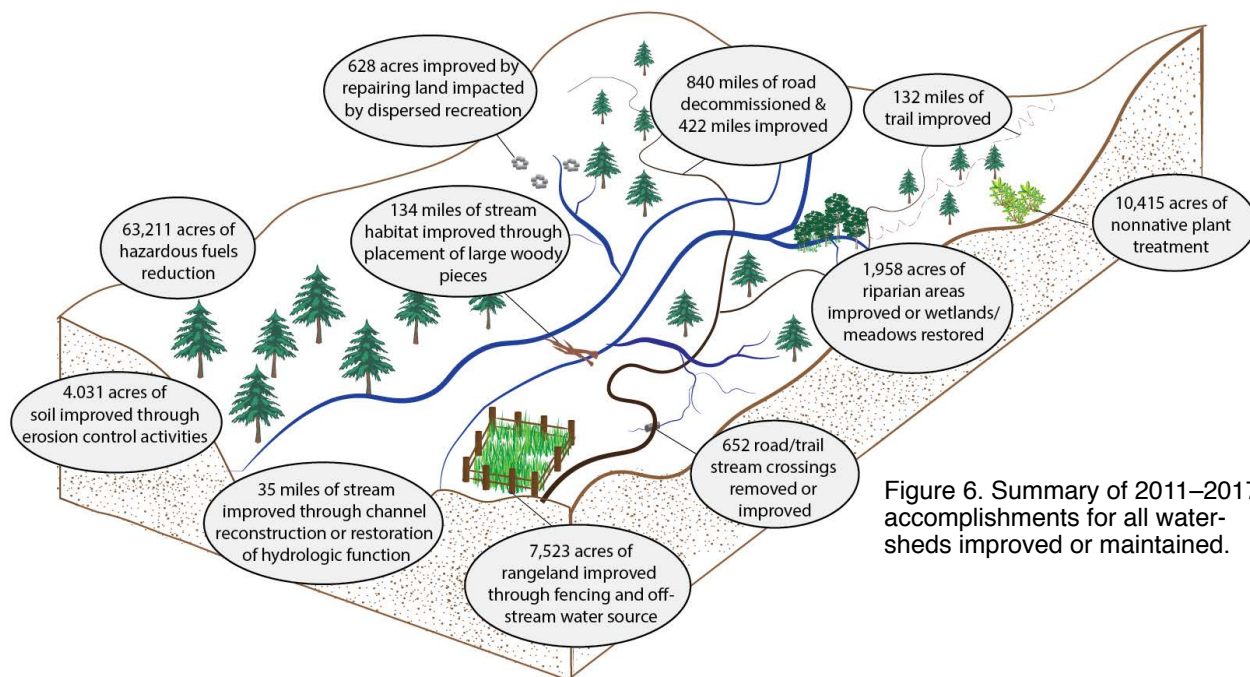 628 acres improved by
repairing land impacted
by dispersed recreation
840 miles of road
decommissioned &
422 miles improved
132 miles of
trail improved
63,211 acres of
hazardous fuels
reduction
134 miles of stream
habitat improved through
placement of large woody
pieces
10,415 acres of
nonnative plant
treatment
1,958 acres of
riparian areas
improved or wetlands/
meadows restored
4.031 acres of
soil improved through
erosion control activities
35 miles of stream
improved through channel
reconstruction or restoration
of hydrologic function
7,523 acres of
rangeland improved
through fencing and off-
stream water source
652 road/trail
stream crossings
removed or
improved
Figure 6. Summary of 2011–2017
accomplishments for all water-
sheds improved or maintained.